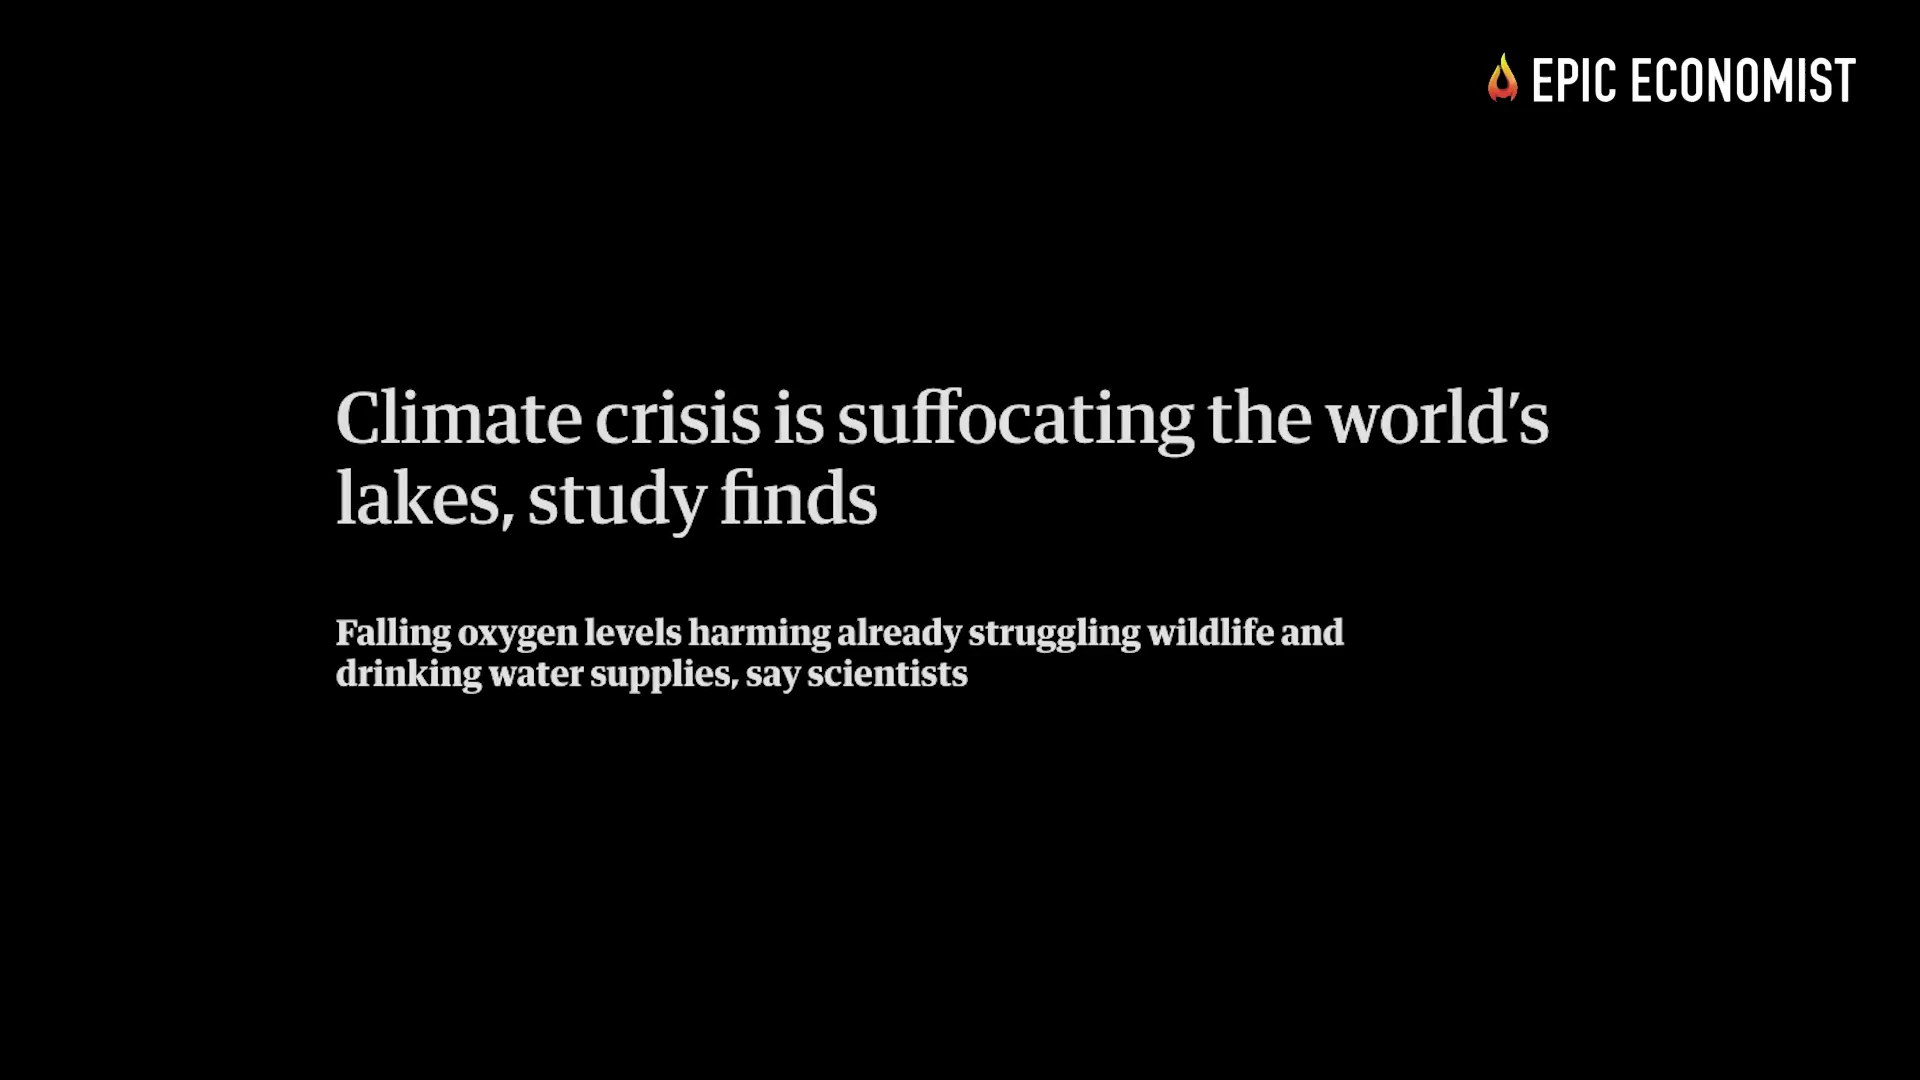 EPIC ECONOMIST
Climate crisis is suffocating the world’s
lakes, study finds
Falling oxygen levels harming already struggling wildlife and
drinking water supplies, say scientists